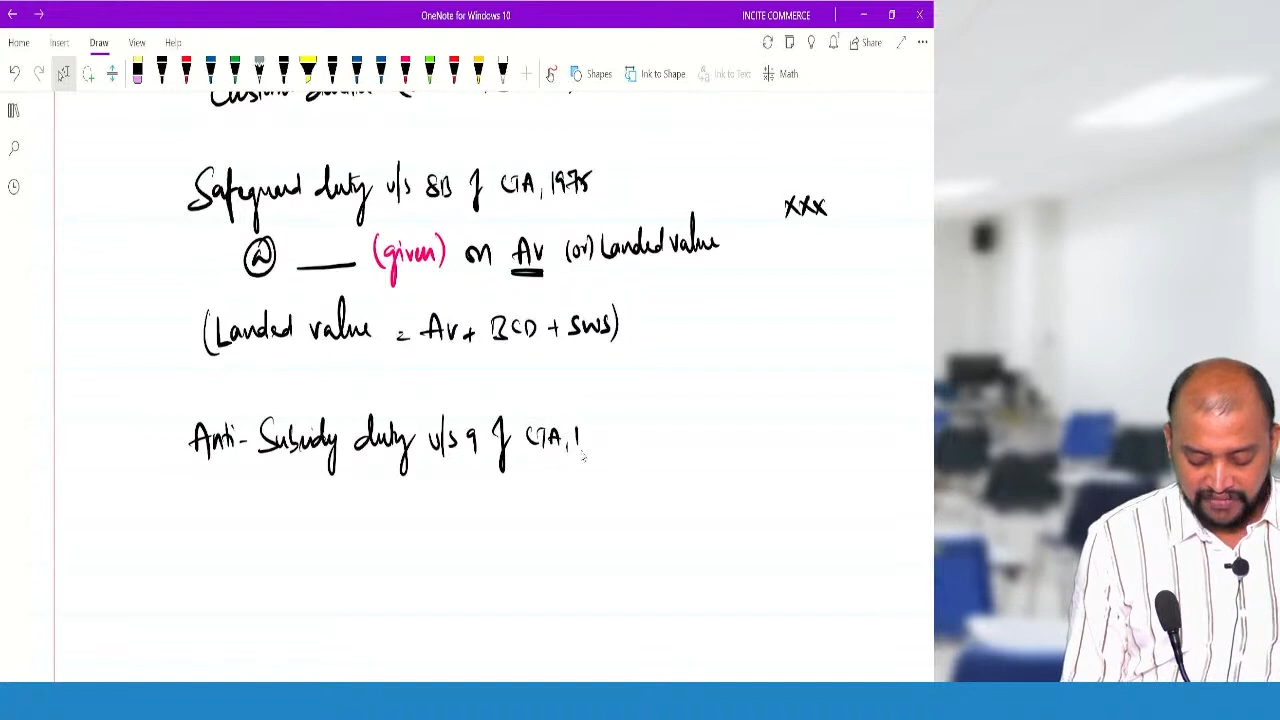 OneNote for Windows 10
INCITE COMMERCE
Home Insert Draw View Help
Share
Shapes Ink to Shape Ink to Text Math
Safeguard duty u/s 8B of CTA, 1975
xxx
@ ___ (given) on AV (or) Landed value
(Landed value = AV + BCD + SWS)
Anti-Subsidy duty u/s 9 of CTA, 1